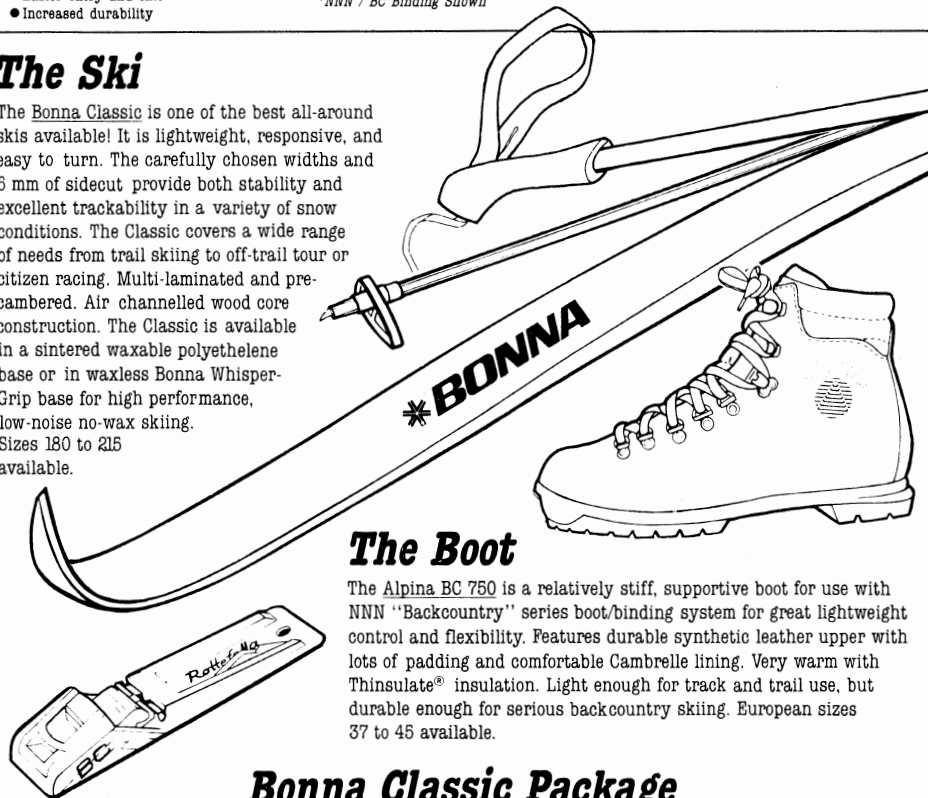 ● Increased durability
*NNN / BC Binding Shown
The Ski
The Bonna Classic is one of the best all-around
skis available! It is lightweight, responsive, and
easy to turn. The carefully chosen widths and
6 mm of sidecut provide both stability and
excellent trackability in a variety of snow
conditions. The Classic covers a wide range
of needs from trail skiing to off-trail tour or
citizen racing. Multi-laminated and pre-
cambered. Air channelled wood core
construction. The Classic is available
in a sintered waxable polyethelene
base or in waxless Bonna Whisper-
Grip base for high performance,
low-noise no-wax skiing.
Sizes 180 to 215
available.
*BONNA
The Boot
The Alpina BC 750 is a relatively stiff, supportive boot for use with
NNN “Backcountry” series boot/binding system for great lightweight
control and flexibility. Features durable synthetic leather upper with
lots of padding and comfortable Cambrelle lining. Very warm with
Thinsulate® insulation. Light enough for track and trail use, but
durable enough for serious backcountry skiing. European sizes
37 to 45 available.
Rottefella
BC
Bonna Classic Package